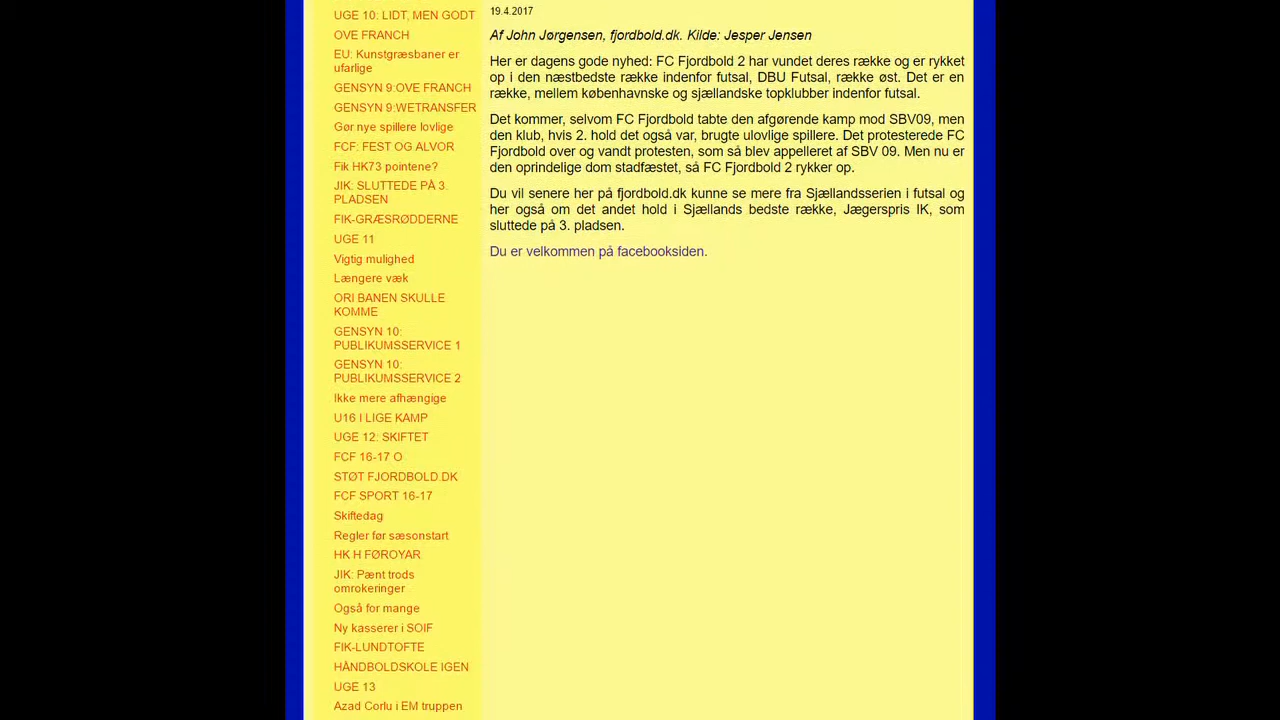 UGE 10: LIDT, MEN GODT
OVE FRANCH
EU: Kunstgræsbaner er
ufarlige
GENSYN 9:OVE FRANCH
GENSYN 9:WETRANSFER
Gør nye spillere lovlige
FCF: FEST OG ALVOR
Fik HK73 pointene?
JIK: SLUTTEDE PÅ 3.
PLADSEN
FIK-GRÆSRØDDERNE
UGE 11
Vigtig mulighed
Længere væk
ORI BANEN SKULLE
KOMME
GENSYN 10:
PUBLIKUMSSERVICE 1
GENSYN 10:
PUBLIKUMSSERVICE 2
Ikke mere afhængige
U16 I LIGE KAMP
UGE 12: SKIFTET
FCF 16-17 O
STØT FJORDBOLD.DK
FCF SPORT 16-17
Skiftedag
Regler før sæsonstart
HK H FØROYAR
JIK: Pænt trods
omrokeringer
Også for mange
Ny kasserer i SOIF
FIK-LUNDTOFTE
HÅNDBOLDSKOLE IGEN
UGE 13
Azad Corlu i EM truppen
19.4.2017
Af John Jørgensen, fjordbold.dk. Kilde: Jesper Jensen
Her er dagens gode nyhed: FC Fjordbold 2 har vundet deres række og er rykket
op i den næstbedste række indenfor futsal, DBU Futsal, række øst. Det er en
række, mellem københavnske og sjællandske topklubber indenfor futsal.
Det kommer, selvom FC Fjordbold tabte den afgørende kamp mod SBV09, men
den klub, hvis 2. hold det også var, brugte ulovlige spillere. Det protesterede FC
Fjordbold over og vandt protesten, som så blev appelleret af SBV 09. Men nu er
den oprindelige dom stadfæstet, så FC Fjordbold 2 rykker op.
Du vil senere her på fjordbold.dk kunne se mere fra Sjællandsserien i futsal og
her også om det andet hold i Sjællands bedste række, Jægerspris IK, som
sluttede på 3. pladsen.
Du er velkommen på facebooksiden.